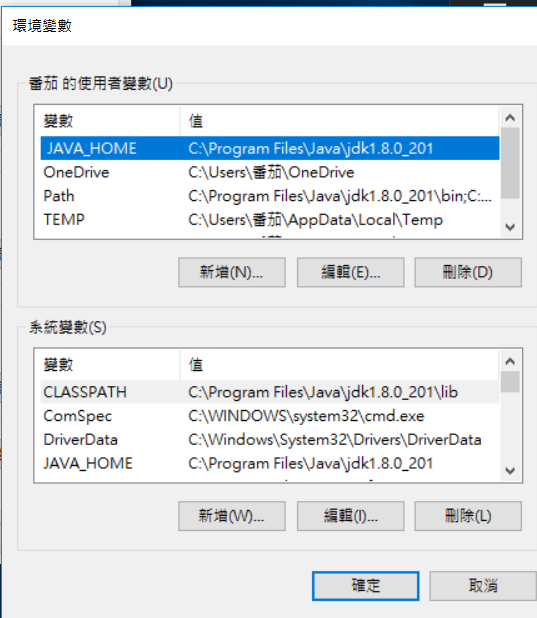 環境變數
番茄 的使用者變數(U)
變數 值
JAVA_HOME C:\Program Files\Java\jdk1.8.0_201
OneDrive C:\Users\番茄\OneDrive
Path C:\Program Files\Java\jdk1.8.0_201\bin;C:...
TEMP C:\Users\番茄\AppData\Local\Temp
新增(N)... 編輯(E)... 刪除(D)
系統變數(S)
變數 值
CLASSPATH C:\Program Files\Java\jdk1.8.0_201\lib
ComSpec C:\WINDOWS\system32\cmd.exe
DriverData C:\Windows\System32\Drivers\DriverData
JAVA_HOME C:\Program Files\Java\jdk1.8.0_201
新增(W)... 編輯(I)... 刪除(L)
確定 取消